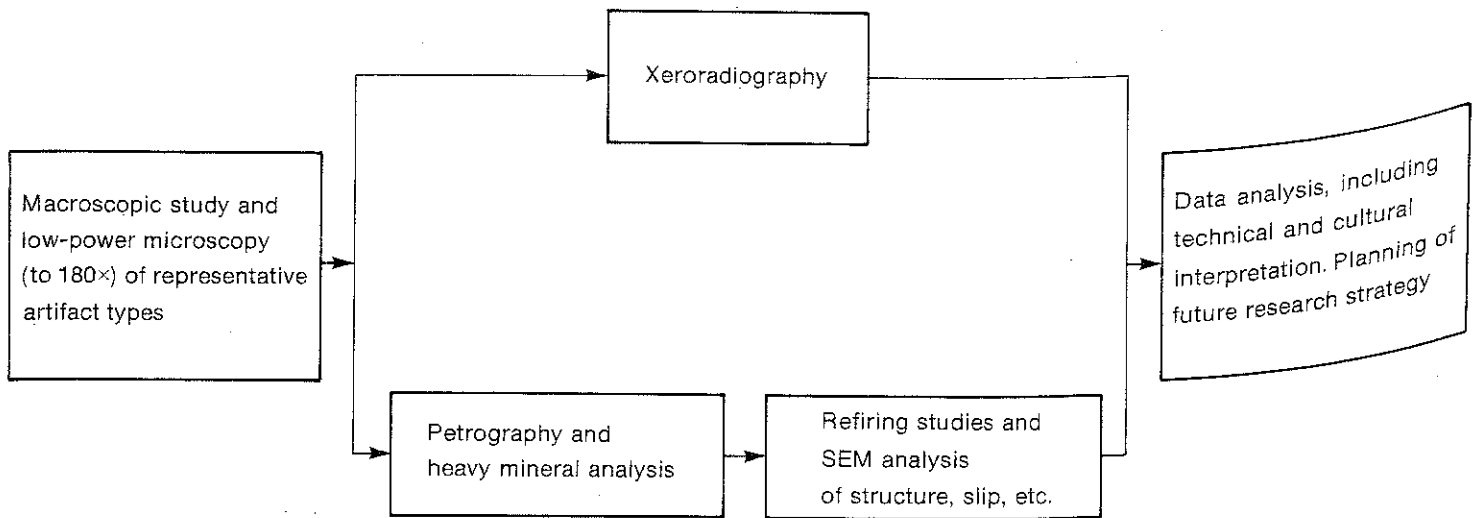 Xeroradiography
Macroscopic study and
low-power microscopy
(to 180×) of representative
artifact types
Petrography and
heavy mineral analysis
Refiring studies and
SEM analysis
of structure, slip, etc.
Data analysis, including
technical and cultural
interpretation. Planning of
future research strategy